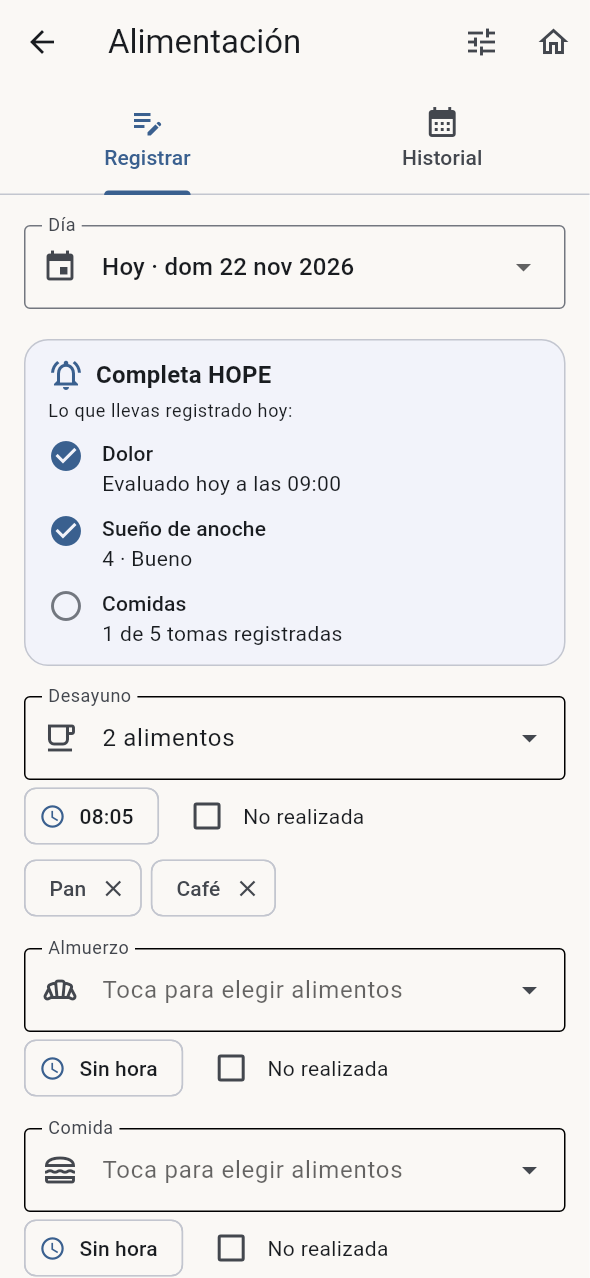 Alimentación
Registrar
Historial
Día
Hoy · dom 22 nov 2026
Completa HOPE
Lo que llevas registrado hoy:
Dolor
Evaluado hoy a las 09:00
Sueño de anoche
4 · Bueno
Comidas
1 de 5 tomas registradas
Desayuno
2 alimentos
08:05
No realizada
Pan
Café
Almuerzo
Toca para elegir alimentos
Sin hora
No realizada
Comida
Toca para elegir alimentos
Sin hora
No realizada